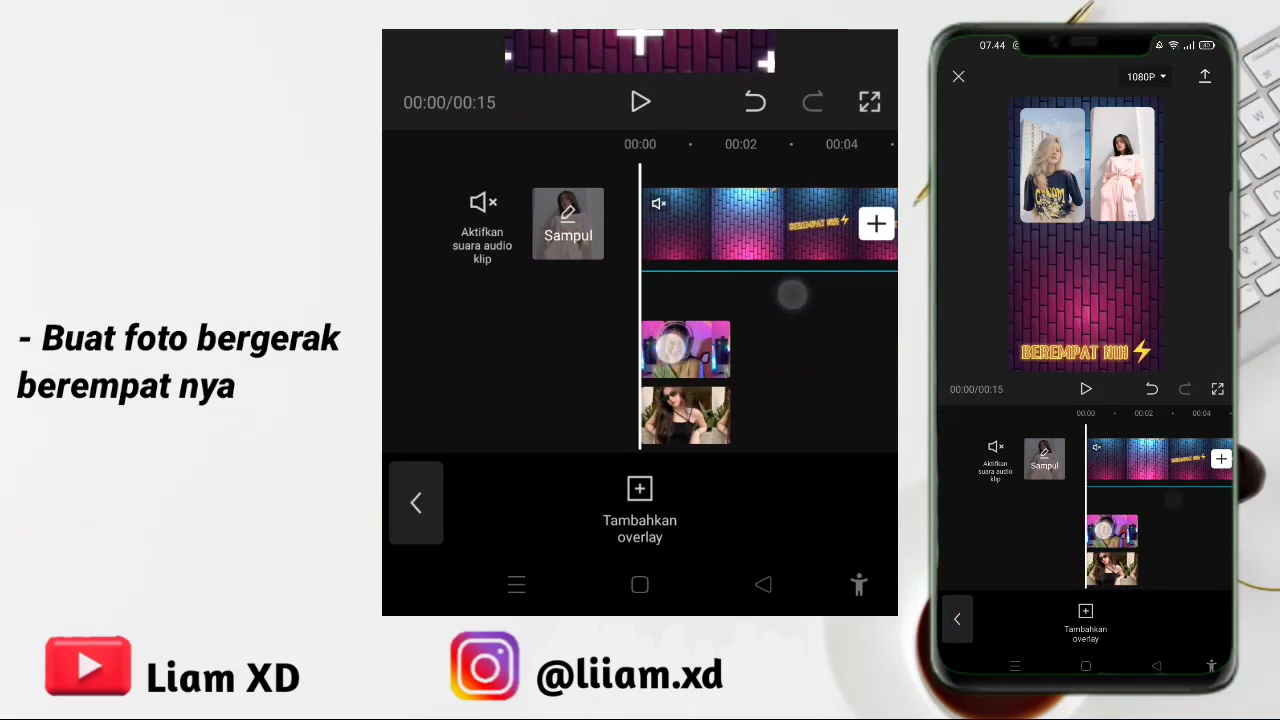 - Buat foto bergerak
berempat nya
00:00/00:15
00:00 00:02 00:04
Aktifkan
suara audio
klip
Sampul
Tambahkan
overlay
Liam XD
@liiam.xd
07.44
1080P
BEREMPAT NIH⚡
00:00/00:15
00:00 00:02 00:04
Aktifkan
suara audio
klip
Sampul
Tambahkan
overlay